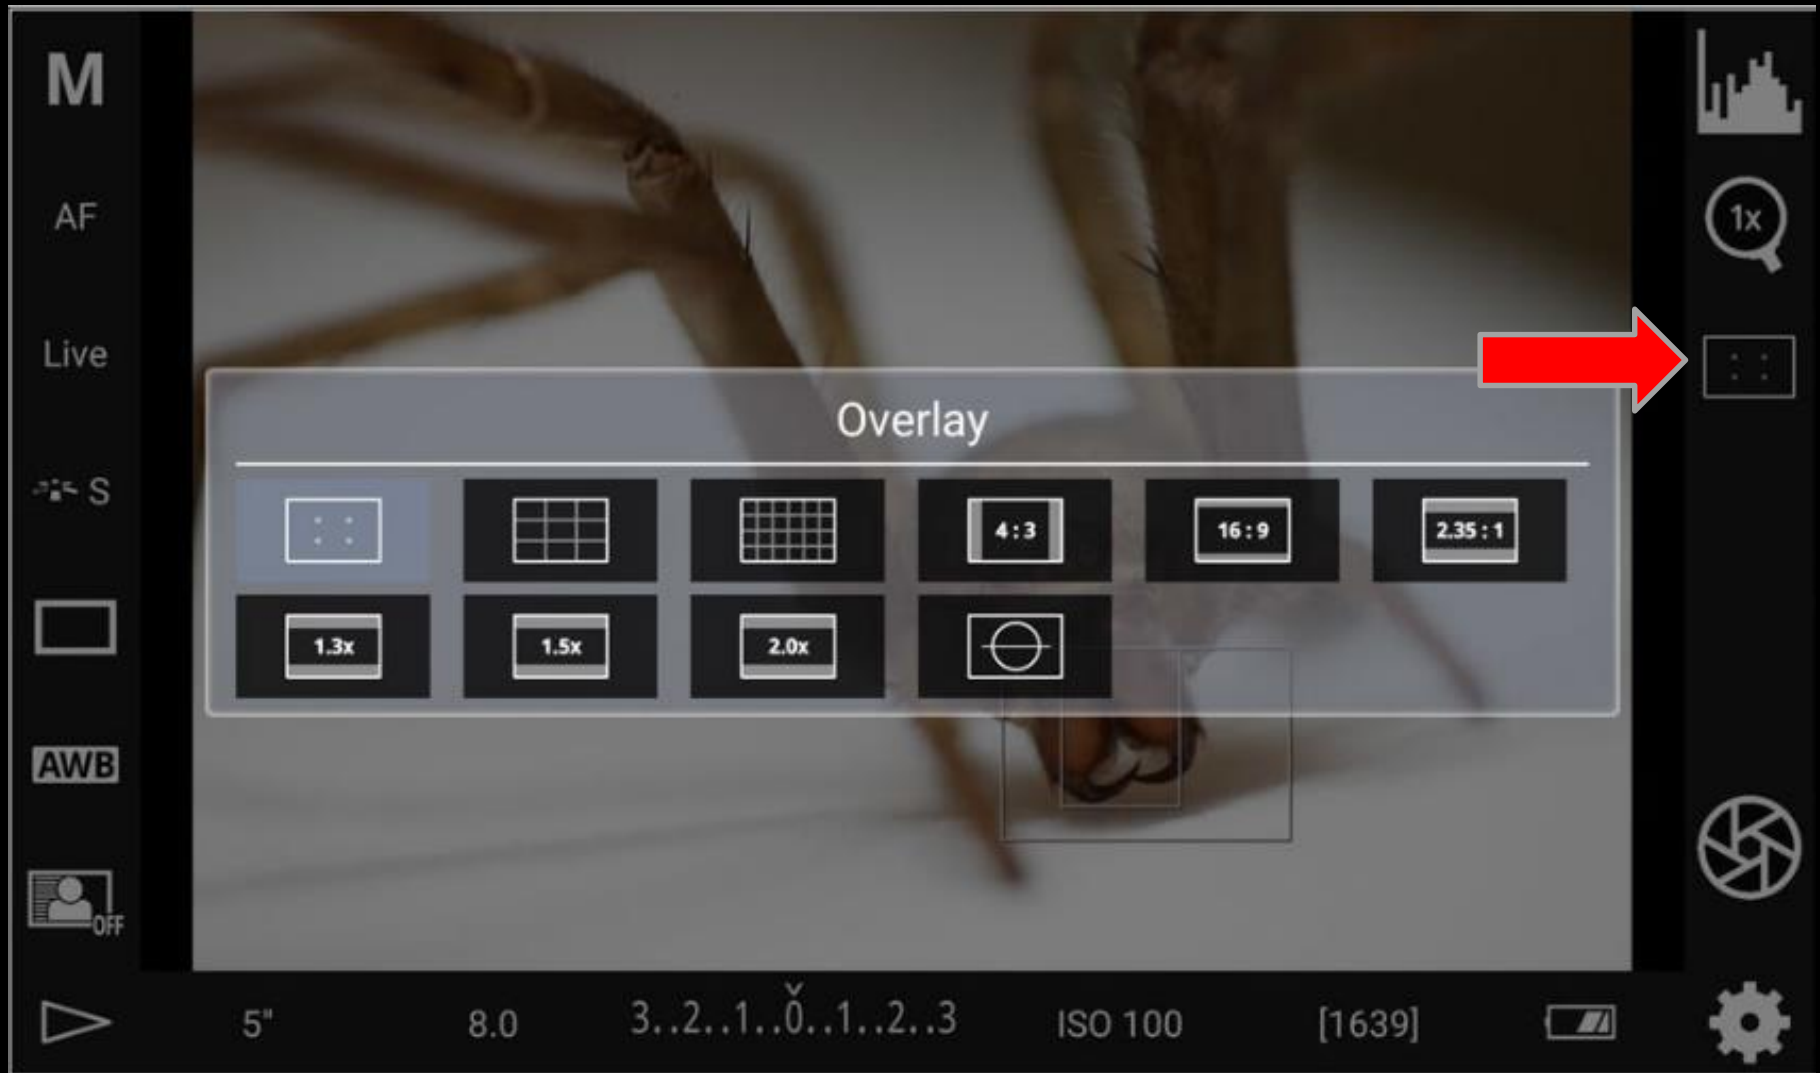 M
AF
1x
Live
Overlay
S
4:3
16:9
2.35:1
1.3x
1.5x
2.0x
AWB
OFF
5" 8.0 3..2..1..0..1..2..3 ISO 100 [1639]